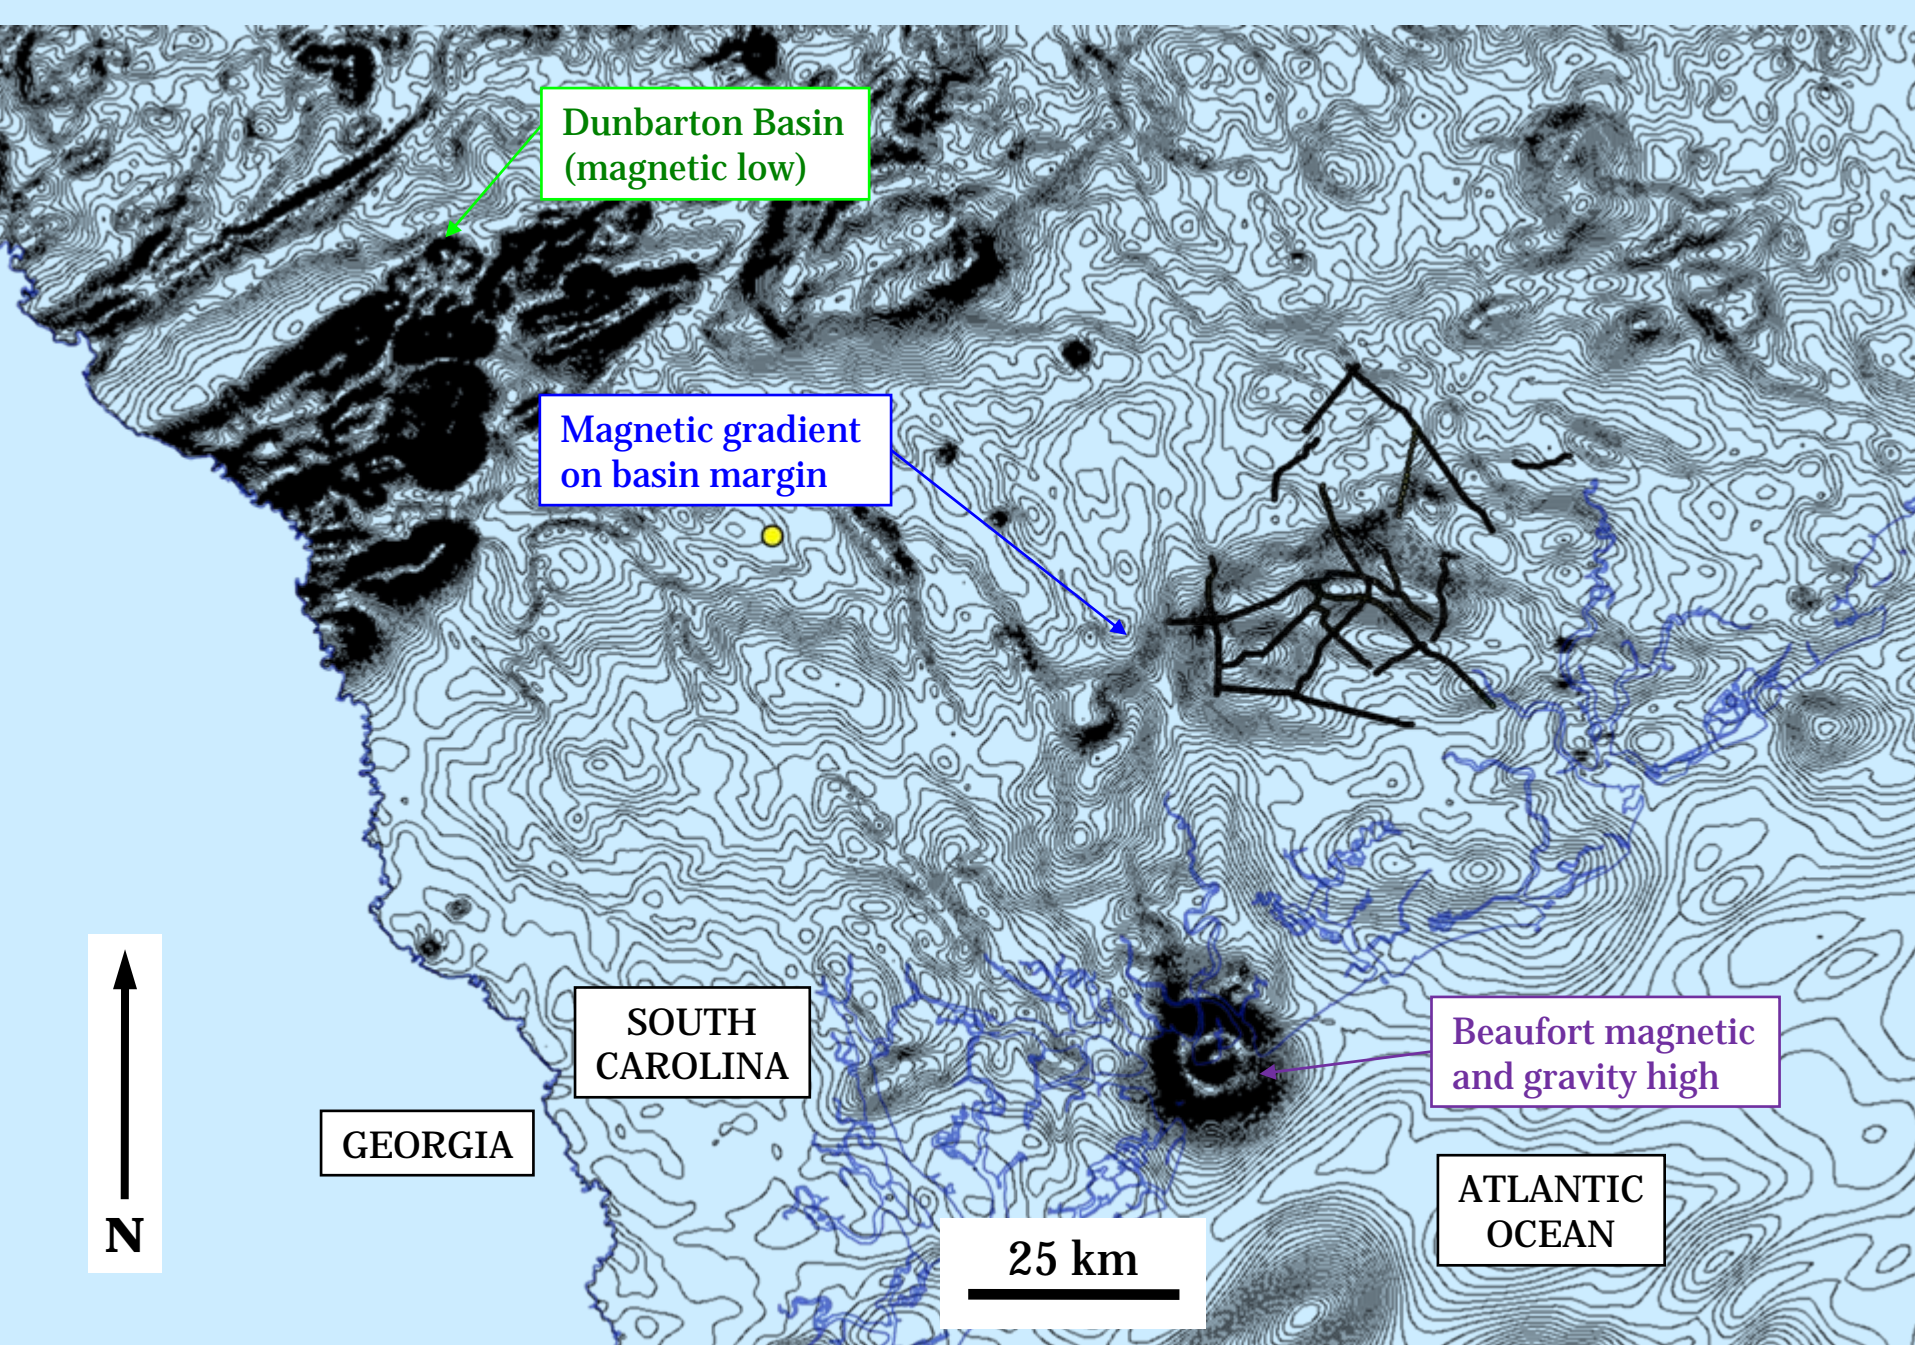 Dunbarton Basin
(magnetic low)
Magnetic gradient
on basin margin
SOUTH
CAROLINA
Beaufort magnetic
and gravity high
GEORGIA
ATLANTIC
OCEAN
N
25 km